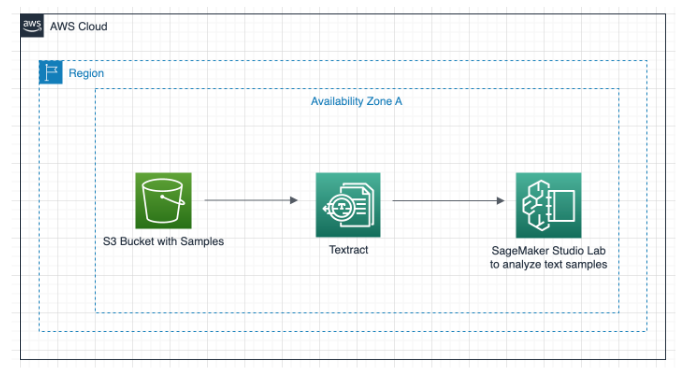 aws
AWS Cloud
Region
Availability Zone A
S3 Bucket with Samples
Textract
SageMaker Studio Lab
to analyze text samples